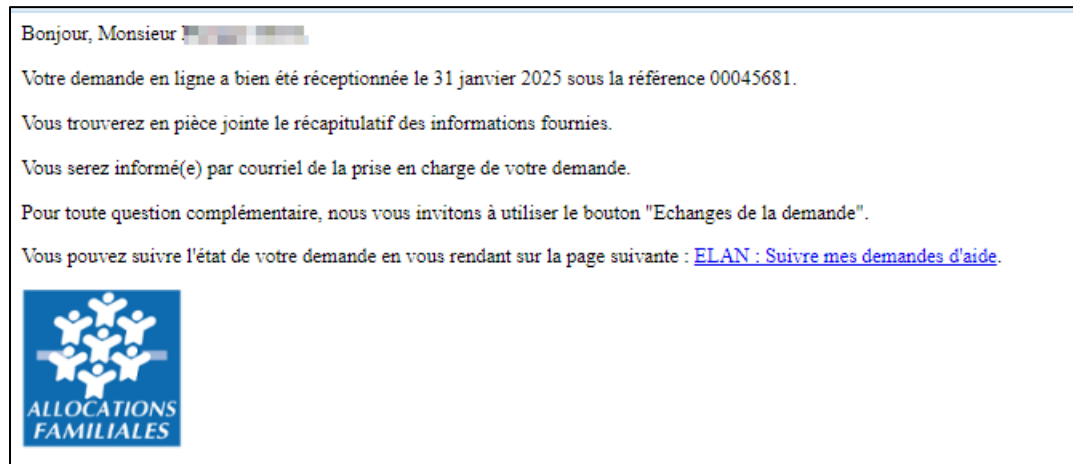 Bonjour, Monsieur
Votre demande en ligne a bien été réceptionnée le 31 janvier 2025 sous la référence 00045681.
Vous trouverez en pièce jointe le récapitulatif des informations fournies.
Vous serez informé(e) par courriel de la prise en charge de votre demande.
Pour toute question complémentaire, nous vous invitons à utiliser le bouton "Echanges de la demande".
Vous pouvez suivre l'état de votre demande en vous rendant sur la page suivante : ELAN : Suivre mes demandes d'aide.
ALLOCATIONS
FAMILIALES